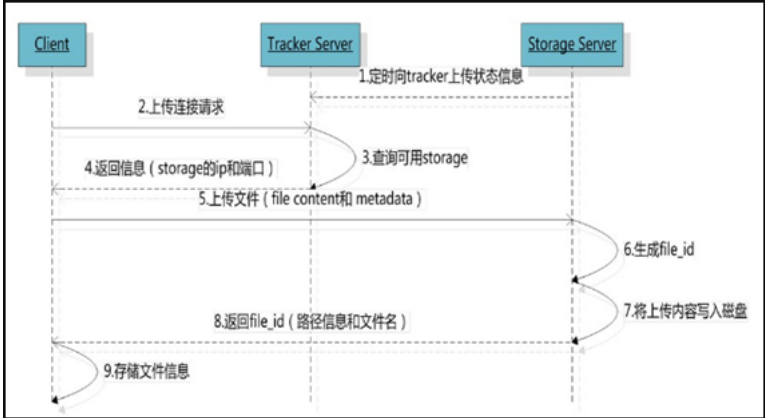 Client
Tracker Server
Storage Server
1.定时向tracker上传状态信息
2.上传连接请求
3.查询可用storage
4.返回信息（storage的ip和端口）
5.上传文件（file content和 metadata）
6.生成file_id
7.将上传内容写入磁盘
8.返回file_id（路径信息和文件名）
9.存储文件信息